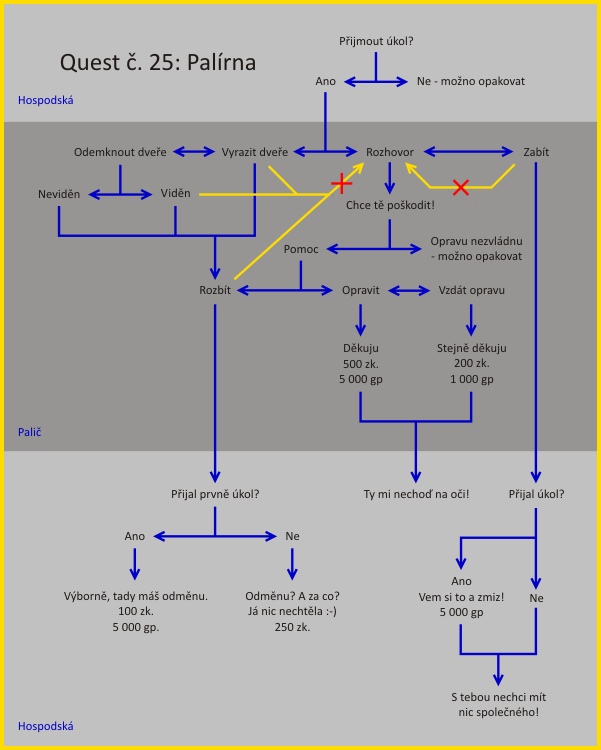 Přijmout úkol?
Quest č. 25: Palírna
Ano
Ne - možno opakovat
Hospodská
Odemknout dveře
Vyrazit dveře
Rozhovor
Zabít
Neviděn
Viděn
Chce tě poškodit!
Pomoc
Opravu nezvládnu
- možno opakovat
Rozbít
Opravit
Vzdát opravu
Děkuju
500 zk.
5 000 gp
Stejně děkuju
200 zk.
1 000 gp
Palič
Přijal prvně úkol?
Ty mi nechoď na oči!
Přijal úkol?
Ano
Ne
Výborně, tady máš odměnu.
100 zk.
5 000 gp.
Odměnu? A za co?
Já nic nechtěla :-)
250 zk.
Ano
Vem si to a zmiz!
5 000 gp
Ne
S tebou nechci mít
nic společného!
Hospodská